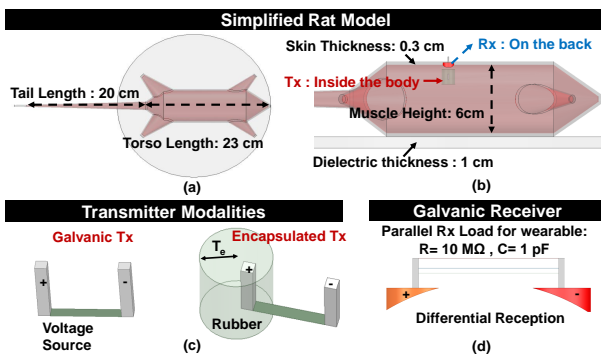 Simplified Rat Model
(a)
(b)
Skin Thickness: 0.3 cm
Rx : On the back
Tx : Inside the body
Tail Length : 20 cm
Torso Length: 23 cm
Muscle Height: 6cm
Dielectric thickness : 1 cm
(a)
(b)
Transmitter Modalities
Galvanic Tx
Encapsulated Tx
Te
+
-
+
-
Voltage
Source
(c)
Rubber
Galvanic Receiver
Parallel Rx Load for wearable:
R= 10 MΩ , C= 1 pF
+
-
Differential Reception
(d)